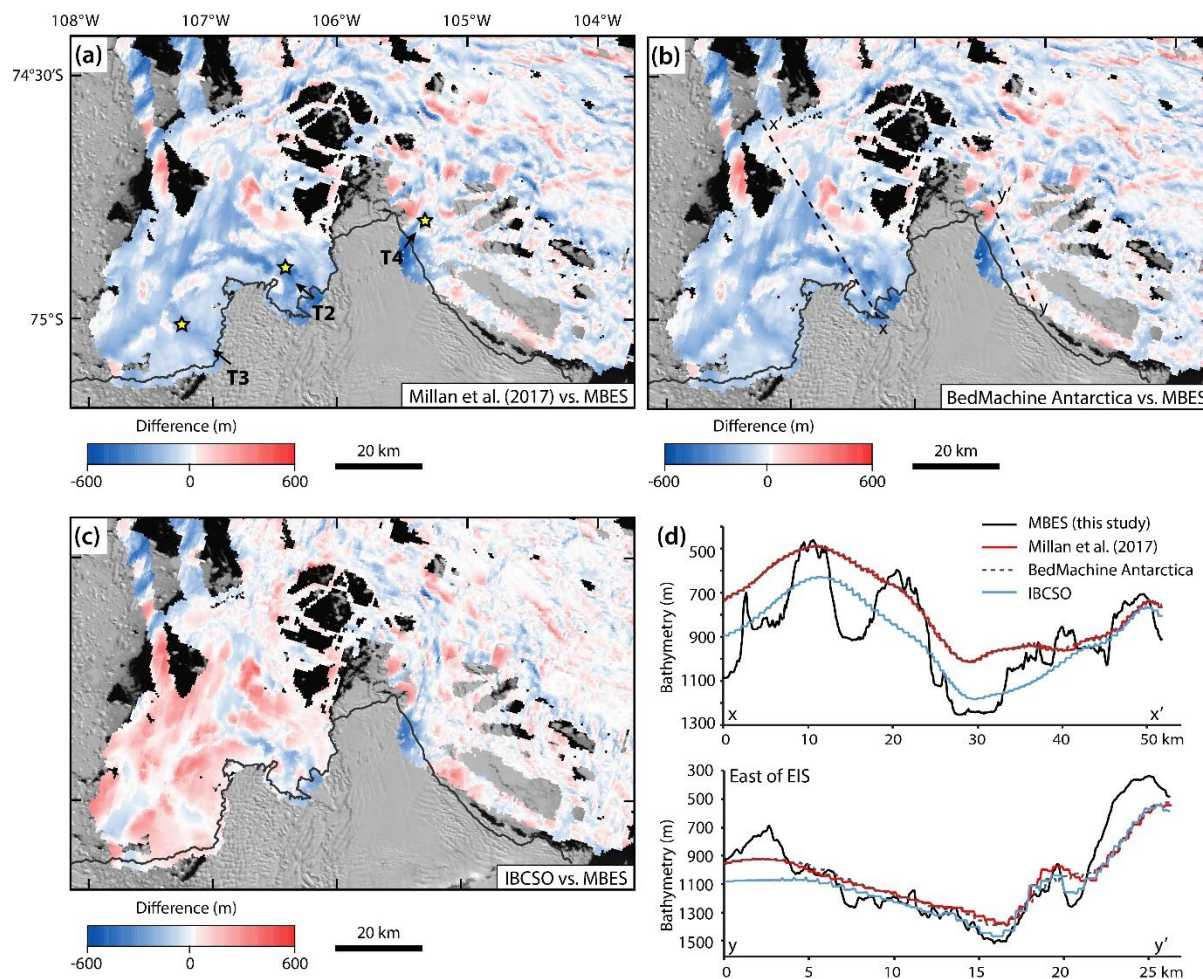 108°W 107°W 106°W 105°W 104°W
(a)
(b)
74°30'S
75°S
T4
T2
T3
x'
y'
y
x
Millan et al. (2017) vs. MBES
BedMachine Antarctica vs. MBES
Difference (m)
-600 0 600
20 km
Difference (m)
-600 0 600
20 km
(c)
IBCSO vs. MBES
Difference (m)
-600 0 600
20 km
(d)
MBES (this study)
Millan et al. (2017)
BedMachine Antarctica
IBCSO
Bathymetry (m)
500
700
900
1100
1300
x x'
0 10 20 30 40 50 km
East of EIS
Bathymetry (m)
300
500
700
900
1100
1300
1500
y y'
0 5 10 15 20 25 km